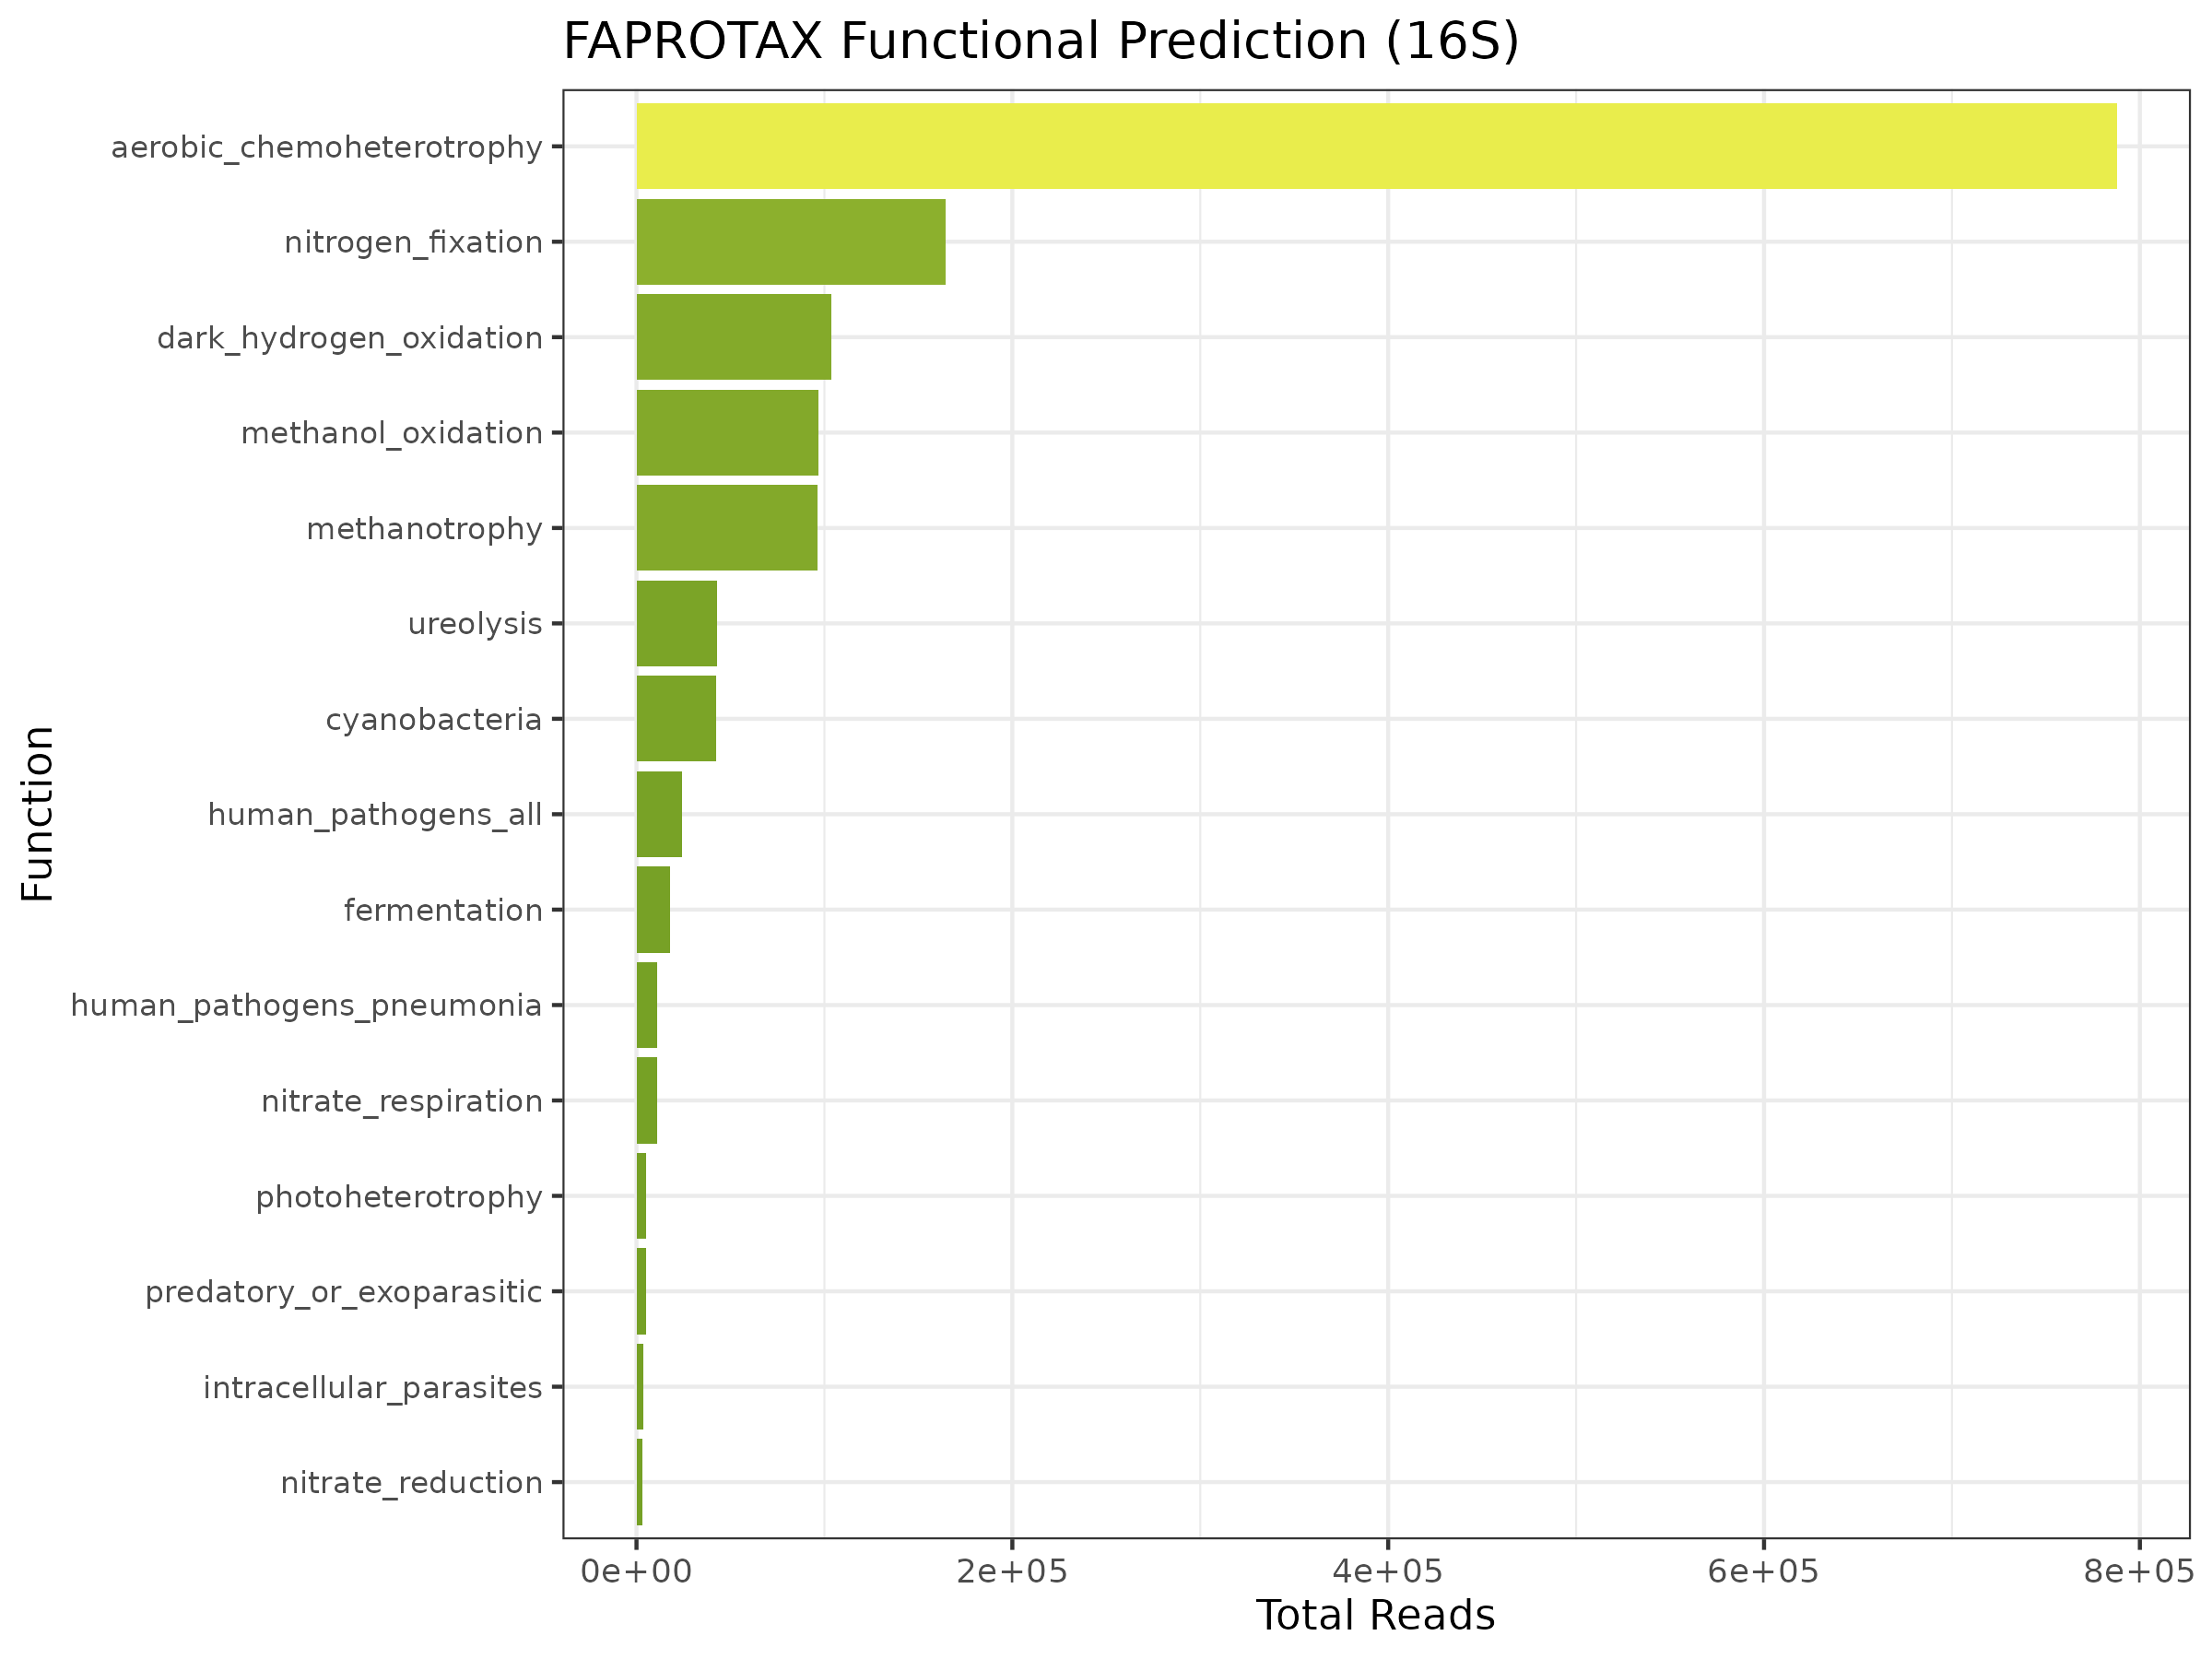 FAPROTAX Functional Prediction (16S)
aerobic_chemoheterotrophy
nitrogen_fixation
dark_hydrogen_oxidation
methanol_oxidation
methanotrophy
ureolysis
cyanobacteria
human_pathogens_all
fermentation
human_pathogens_pneumonia
nitrate_respiration
photoheterotrophy
predatory_or_exoparasitic
intracellular_parasites
nitrate_reduction
Function
0e+00 2e+05 4e+05 6e+05 8e+05
Total Reads